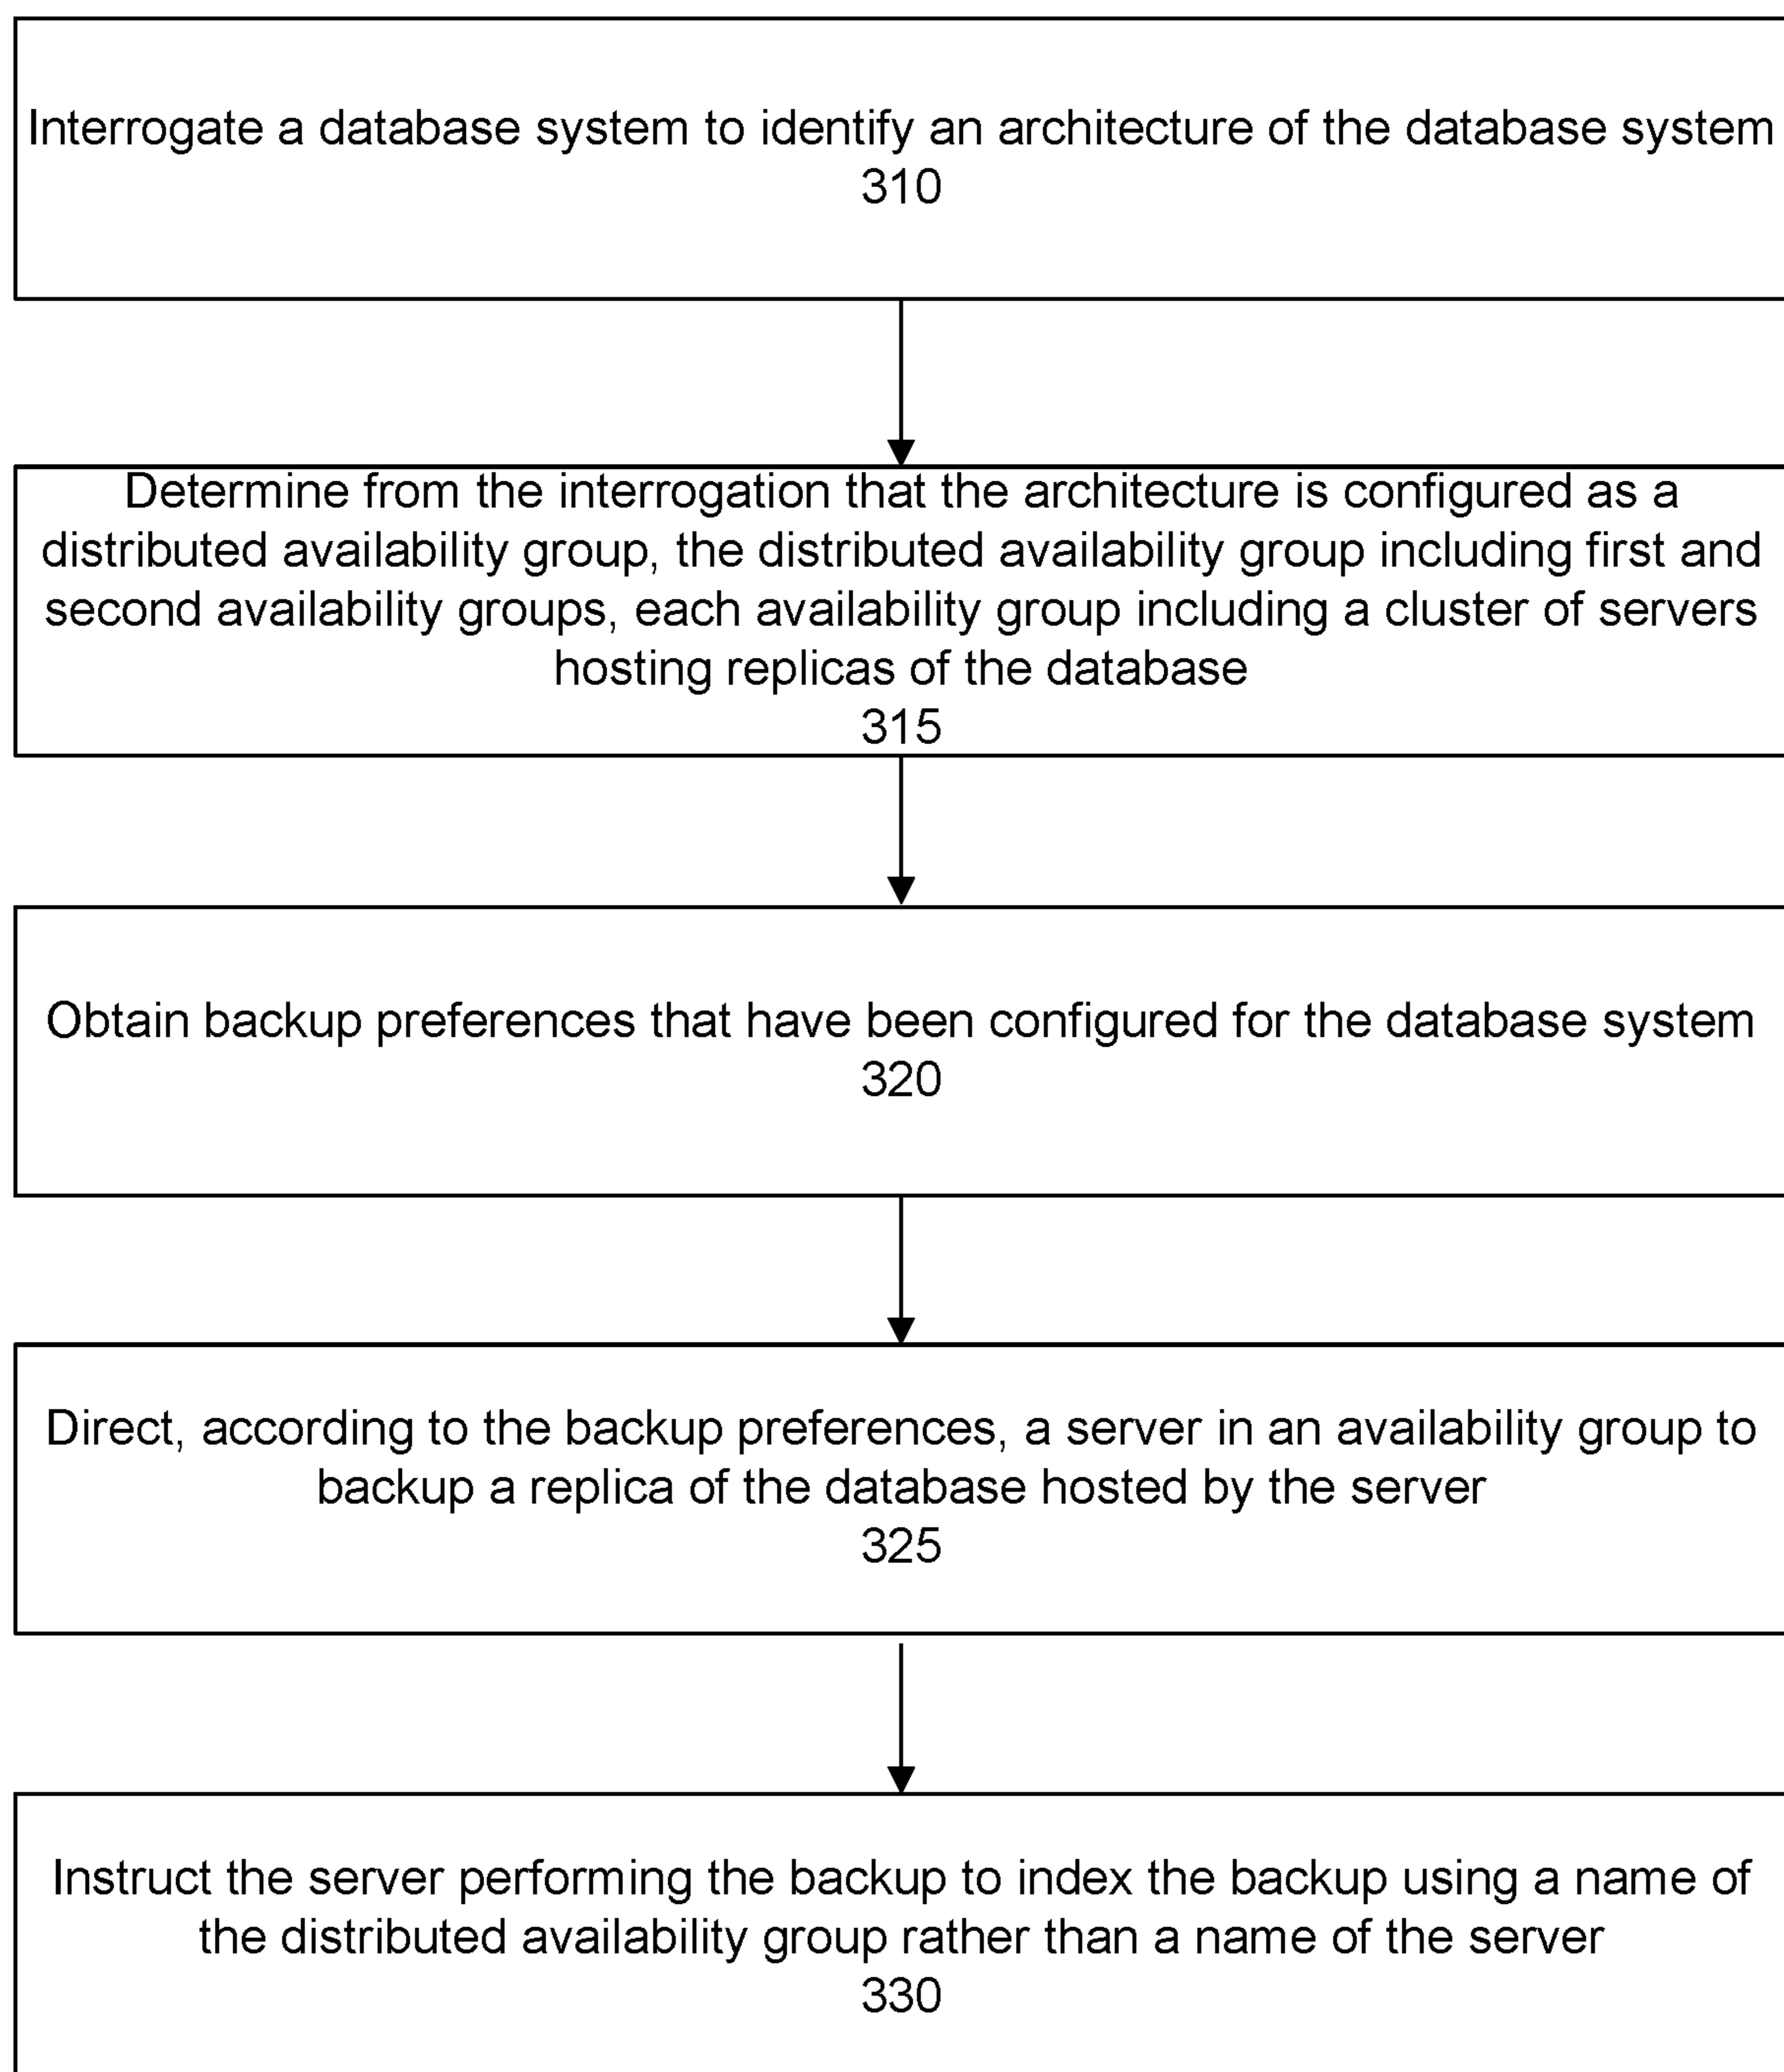 Interrogate a database system to identify an architecture of the database system
310
Determine from the interrogation that the architecture is configured as a
distributed availability group, the distributed availability group including first and
second availability groups, each availability group including a cluster of servers
hosting replicas of the database
315
Obtain backup preferences that have been configured for the database system
320
Direct, according to the backup preferences, a server in an availability group to
backup a replica of the database hosted by the server
325
Instruct the server performing the backup to index the backup using a name of
the distributed availability group rather than a name of the server
330